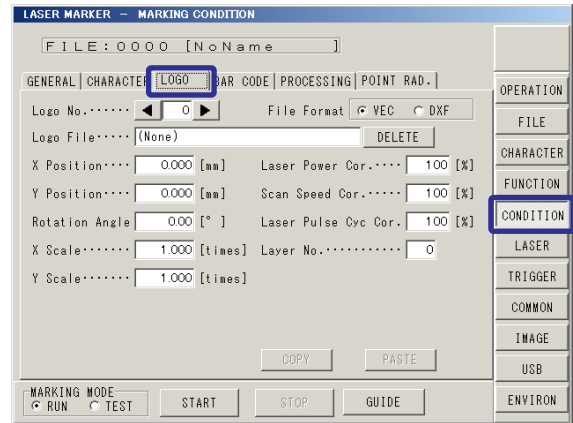 LASER MARKER － MARKING CONDITION
FILE:0000 [NoName ]
GENERAL CHARACTER LOGO BAR CODE PROCESSING POINT RAD.
Logo No.・・・・・・ ◀ 0 ▶ File Format VEC DXF
Logo File・・・・・ (None) DELETE
X Position・・・・ 0.000 [mm] Laser Power Cor.・・・・ 100 [%]
Y Position・・・・ 0.000 [mm] Scan Speed Cor.・・・・・ 100 [%]
Rotation Angle 0.00 [° ] Laser Pulse Cyc Cor. 100 [%]
X Scale・・・・・・・ 1.000 [times] Layer No.・・・・・・・・・・・ 0
Y Scale・・・・・・・ 1.000 [times]
COPY PASTE
MARKING MODE
RUN TEST START STOP GUIDE
OPERATION
FILE
CHARACTER
FUNCTION
CONDITION
LASER
TRIGGER
COMMON
IMAGE
USB
ENVIRON